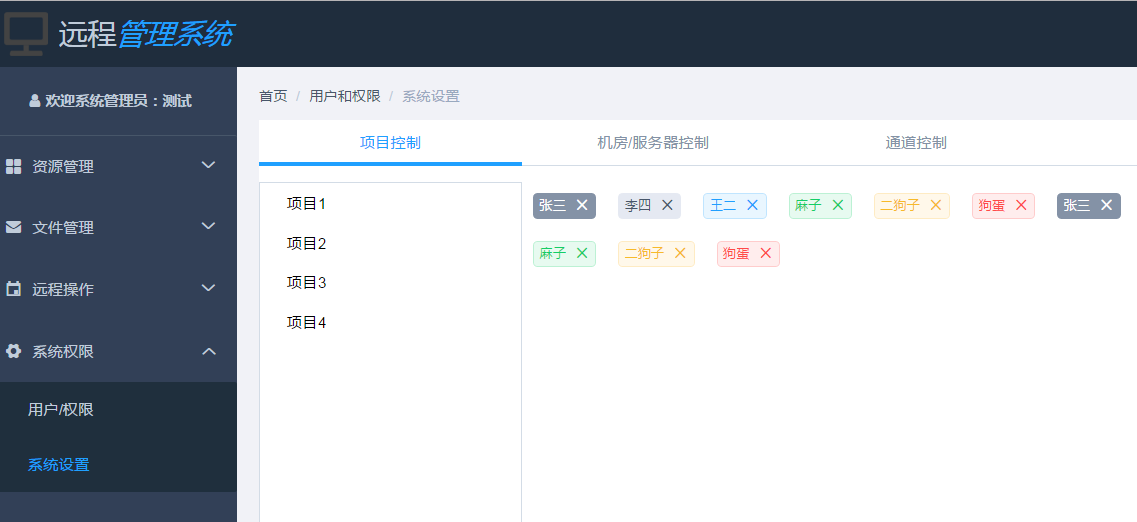 远程管理系统
欢迎系统管理员：测试
资源管理
文件管理
远程操作
系统权限
用户/权限
系统设置
首页 / 用户和权限 / 系统设置
项目控制 机房/服务器控制 通道控制
项目1
项目2
项目3
项目4
张三 李四 王二 麻子 二狗子 狗蛋 张三
麻子 二狗子 狗蛋